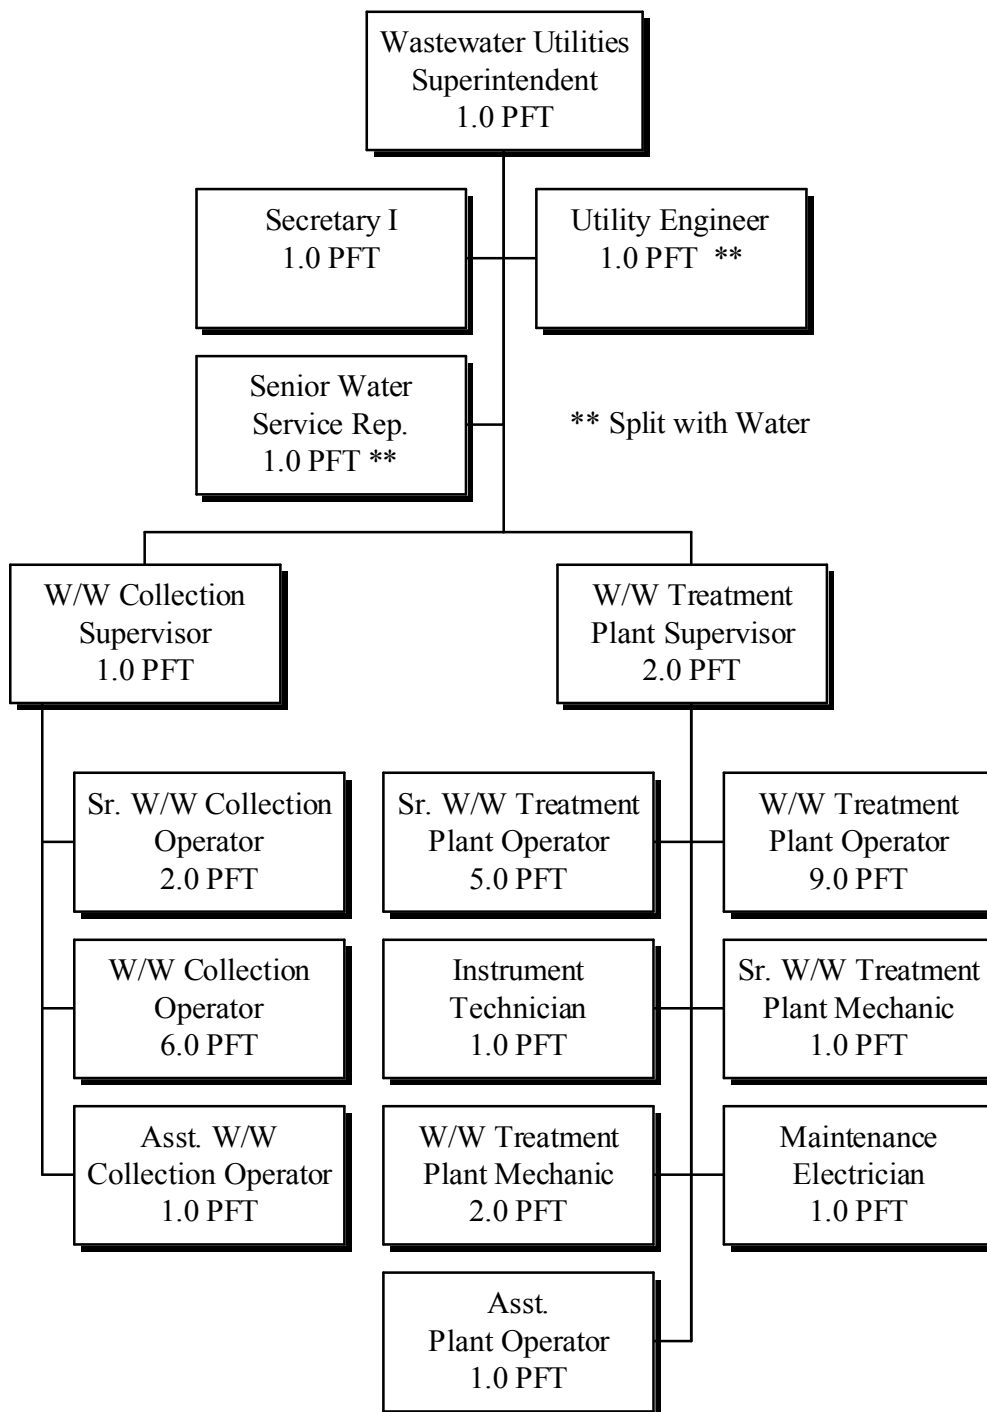 Wastewater Utilities
Superintendent
1.0 PFT
Secretary I
1.0 PFT
Utility Engineer
1.0 PFT **
Senior Water
Service Rep.
1.0 PFT **
** Split with Water
W/W Collection
Supervisor
1.0 PFT
W/W Treatment
Plant Supervisor
2.0 PFT
Sr. W/W Collection
Operator
2.0 PFT
Sr. W/W Treatment
Plant Operator
5.0 PFT
W/W Treatment
Plant Operator
9.0 PFT
W/W Collection
Operator
6.0 PFT
Instrument
Technician
1.0 PFT
Sr. W/W Treatment
Plant Mechanic
1.0 PFT
Asst. W/W
Collection Operator
1.0 PFT
W/W Treatment
Plant Mechanic
2.0 PFT
Maintenance
Electrician
1.0 PFT
Asst.
Plant Operator
1.0 PFT